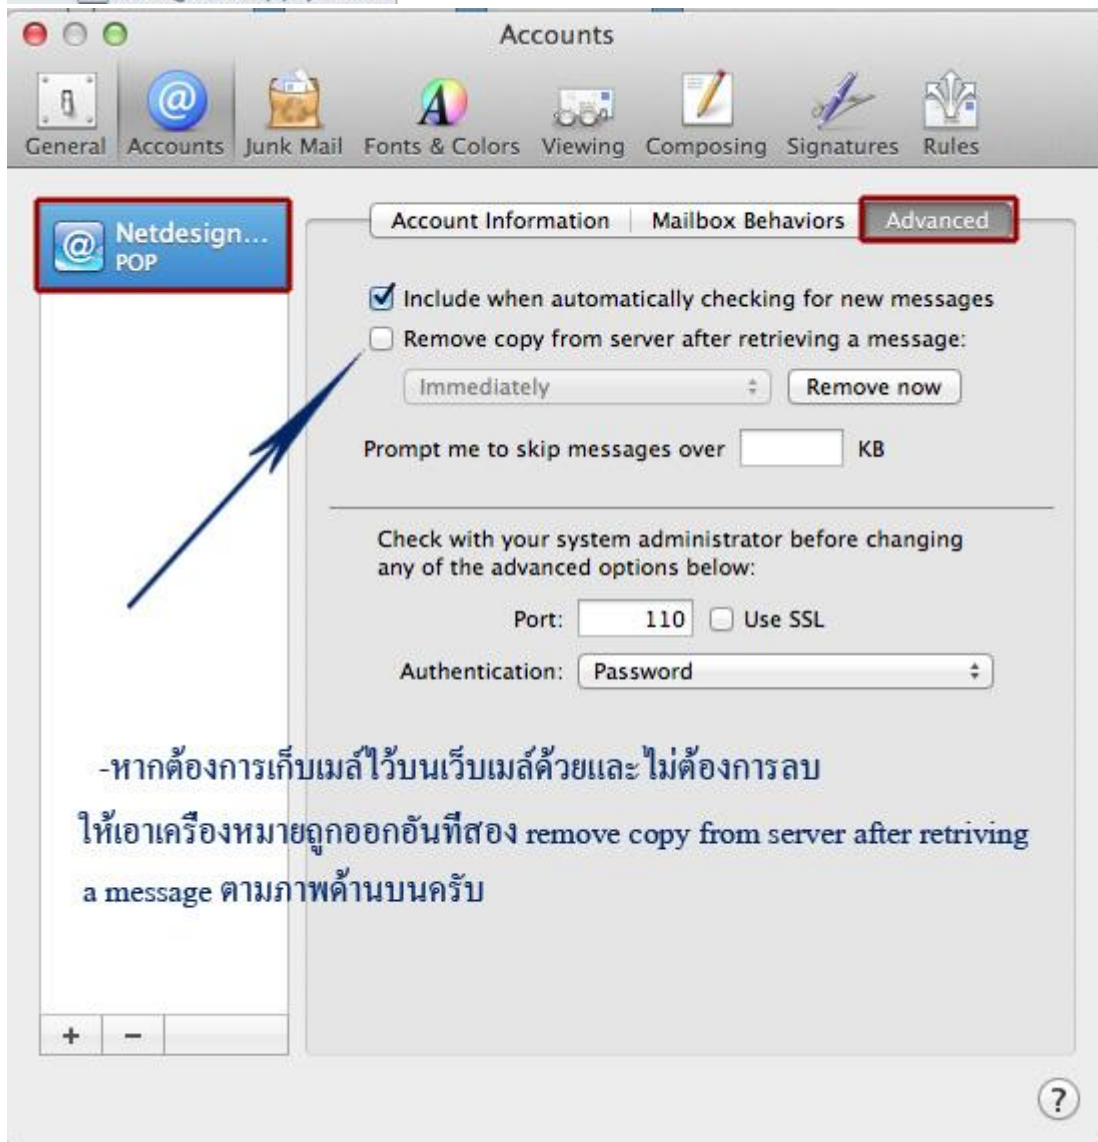 Accounts
General Accounts Junk Mail Fonts & Colors Viewing Composing Signatures Rules
Netdesign...
POP
Account Information Mailbox Behaviors Advanced
Include when automatically checking for new messages
Remove copy from server after retrieving a message:
Immediately Remove now
Prompt me to skip messages over KB
Check with your system administrator before changing
any of the advanced options below:
Port: 110 Use SSL
Authentication: Password
-หากต้องการเก็บเมล์ไว้บนเว็บเมล์ด้วยและ ไม่ต้องการลบ
ให้เอาเครื่องหมายถูกออกอันที่สอง remove copy from server after retriving
a message ตามภาพด้านบนครับ
+ −
?